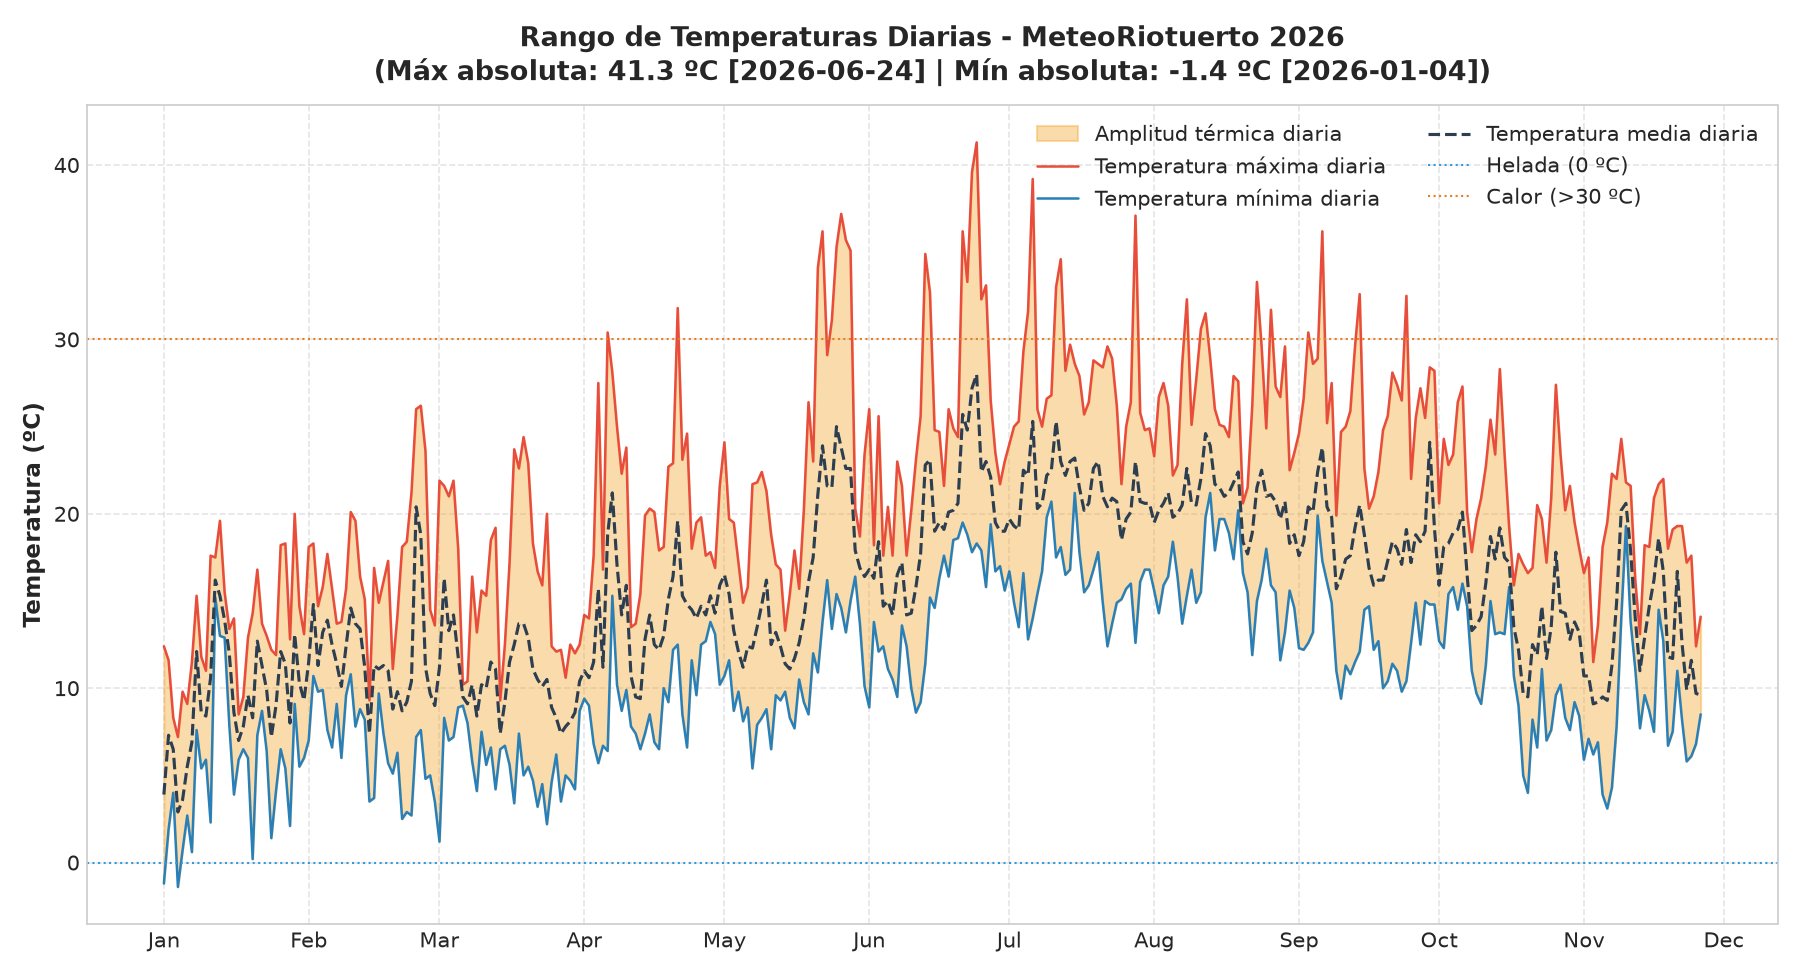 Rango de Temperaturas Diarias - MeteoRiotuerto 2026
(Máx absoluta: 41.3 ºC [2026-06-24] | Mín absoluta: -1.4 ºC [2026-01-04])
Amplitud térmica diaria
Temperatura máxima diaria
Temperatura mínima diaria
Temperatura media diaria
Helada (0 ºC)
Calor (>30 ºC)
Temperatura (ºC)
40
30
20
10
0
Jan Feb Mar Apr May Jun Jul Aug Sep Oct Nov Dec